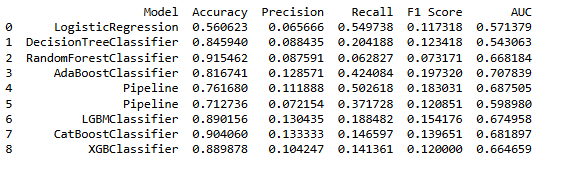 Model Accuracy Precision Recall F1 Score AUC
0 LogisticRegression 0.560623 0.065666 0.549738 0.117318 0.571379
1 DecisionTreeClassifier 0.845940 0.088435 0.204188 0.123418 0.543063
2 RandomForestClassifier 0.915462 0.087591 0.062827 0.073171 0.668184
3 AdaBoostClassifier 0.816741 0.128571 0.424084 0.197320 0.707839
4 Pipeline 0.761680 0.111888 0.502618 0.183031 0.687505
5 Pipeline 0.712736 0.072154 0.371728 0.120851 0.598980
6 LGBMClassifier 0.890156 0.130435 0.188482 0.154176 0.674958
7 CatBoostClassifier 0.904060 0.133333 0.146597 0.139651 0.681897
8 XGBClassifier 0.889878 0.104247 0.141361 0.120000 0.664659